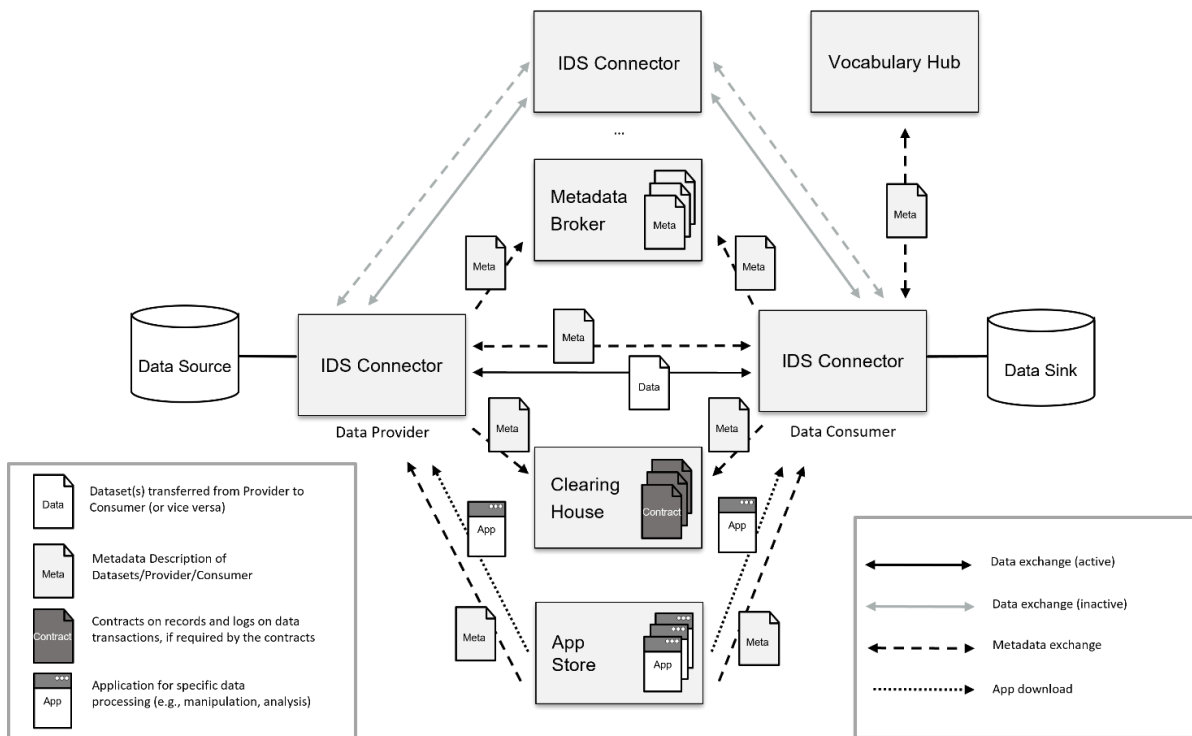 IDS Connector
Vocabulary Hub
...
Metadata
Broker
Meta
Meta
Meta
Meta
Data Source
IDS Connector
Meta
Data
IDS Connector
Data Sink
Data Provider
Data Consumer
Meta
Meta
Clearing
House
Contract
App
App
App
Store
App
Meta
Meta
Data
Dataset(s) transferred from Provider to
Consumer (or vice versa)
Meta
Metadata Description of
Datasets/Provider/Consumer
Contract
Contracts on records and logs on data
transactions, if required by the contracts
App
Application for specific data
processing (e.g., manipulation, analysis)
Data exchange (active)
Data exchange (inactive)
Metadata exchange
App download